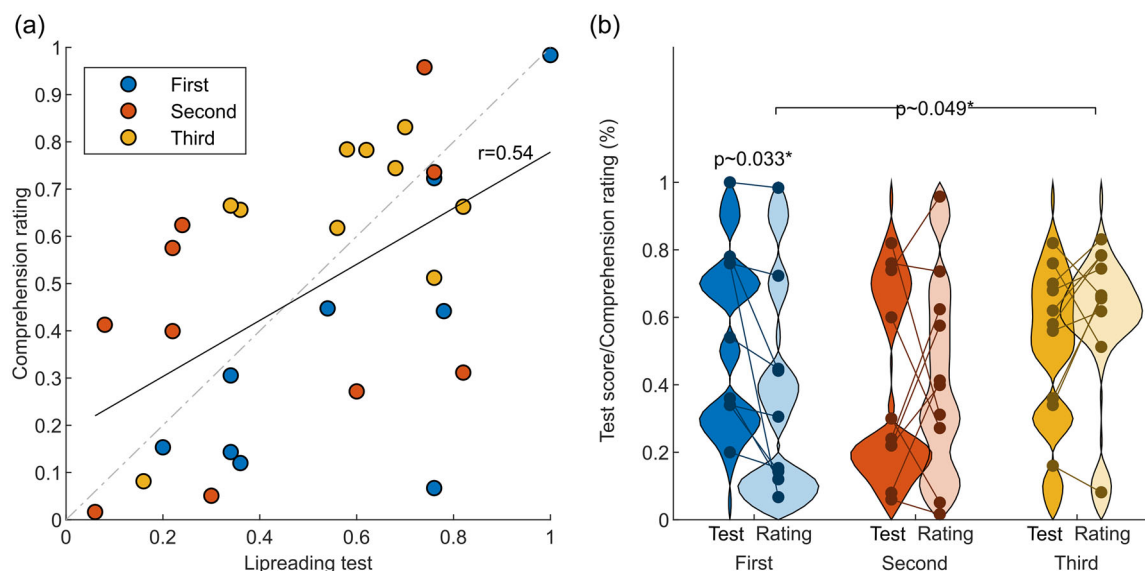 (a)
1
0.9
0.8
0.7
0.6
0.5
0.4
0.3
0.2
0.1
0
Comprehension rating
First
Second
Third
r=0.54
0 0.2 0.4 0.6 0.8 1
Lipreading test
(b)
p~0.049*
p~0.033*
1
0.8
0.6
0.4
0.2
0
Test score/Comprehension rating (%)
Test Rating Test Rating Test Rating
First Second Third